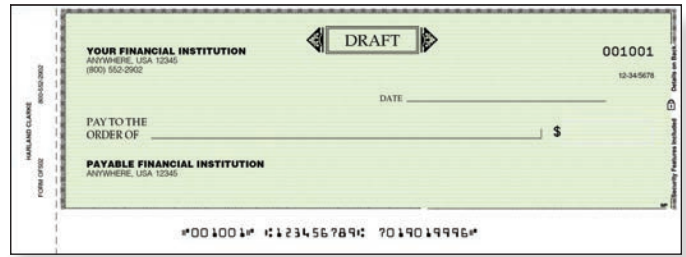 DRAFT
YOUR FINANCIAL INSTITUTION
ANYWHERE, USA 12345
(800) 552-2902
001001
12-34/5678
DATE
PAY TO THE
ORDER OF
$
PAYABLE FINANCIAL INSTITUTION
ANYWHERE, USA 12345
⑈001001⑈ ⑆123456789⑆ 7019019996⑈
HARLAND CLARKE 800-552-2902
FORM OF502
Security Features Included
Details on Back.
MP